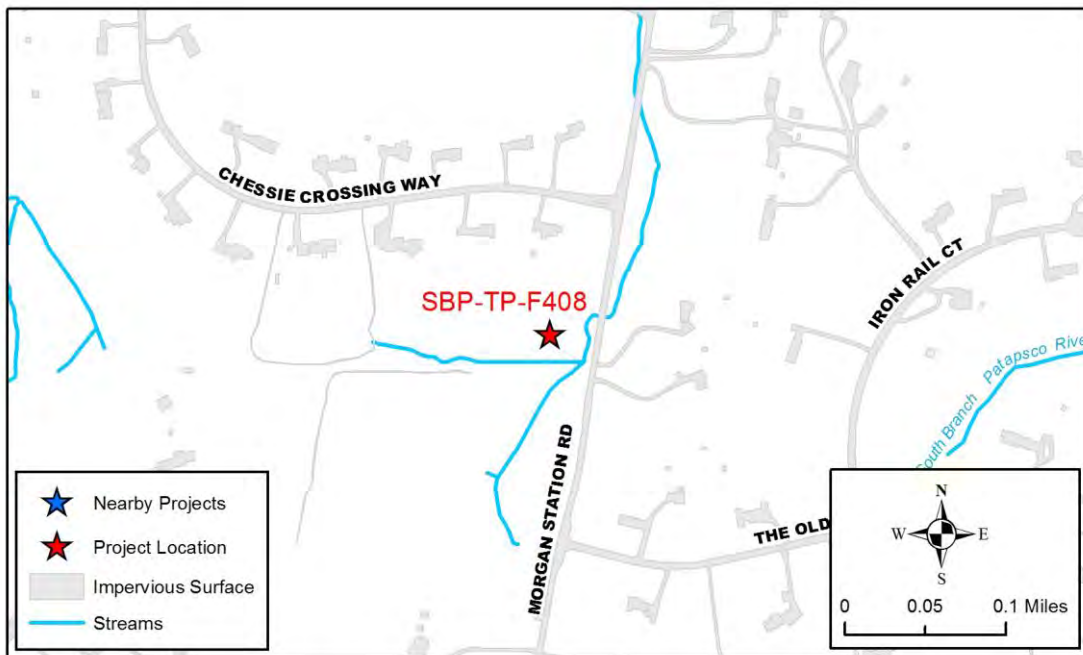 CHESSIE CROSSING WAY
SBP-TP-F408
IRON RAIL CT
South Branch Patapsco River
MORGAN STATION RD
THE OLD
Nearby Projects
Project Location
Impervious Surface
Streams
N
W E
S
0 0.05 0.1 Miles